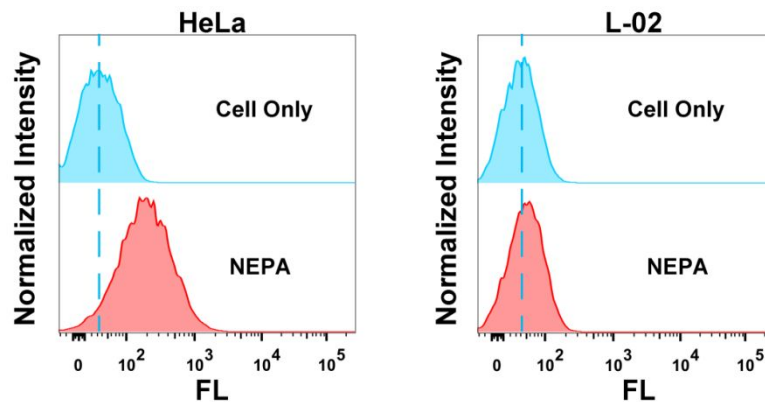 HeLa
Normalized Intensity
Cell Only
NEPA
0 10² 10³ 10⁴ 10⁵
FL
L-02
Normalized Intensity
Cell Only
NEPA
0 10² 10³ 10⁴ 10⁵
FL